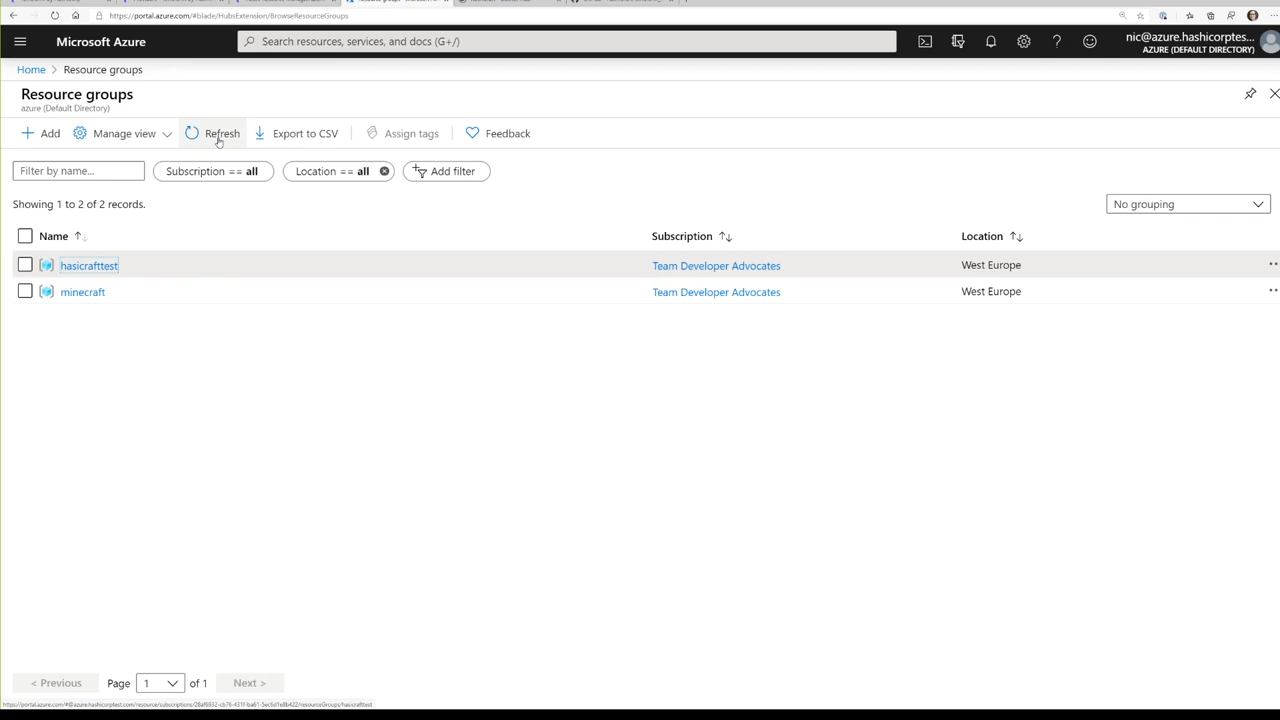 https://portal.azure.com/#blade/HubsExtension/BrowseResourceGroups
Microsoft Azure
Search resources, services, and docs (G+/)
nic@azure.hashicorptes...
AZURE (DEFAULT DIRECTORY)
Home > Resource groups
Resource groups
azure (Default Directory)
Add Manage view Refresh Export to CSV Assign tags Feedback
Filter by name... Subscription == all Location == all Add filter
Showing 1 to 2 of 2 records. No grouping
Name Subscription Location
hasicrafttest Team Developer Advocates West Europe
minecraft Team Developer Advocates West Europe
< Previous Page 1 of 1 Next >